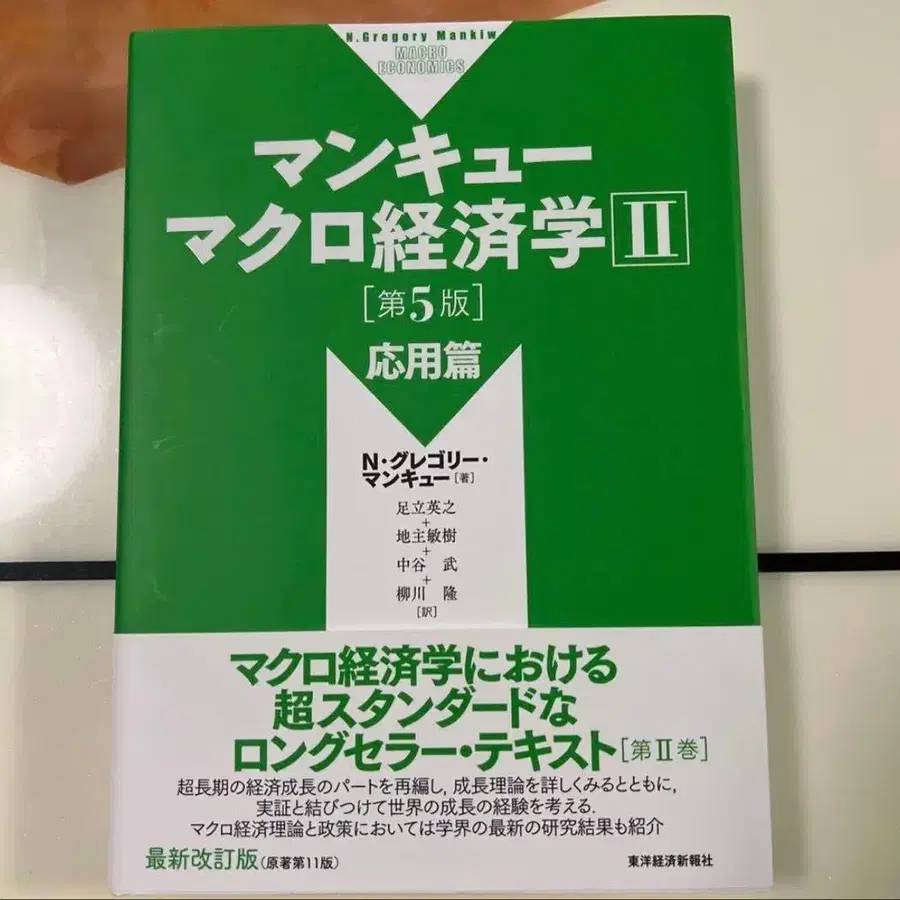 N.Gregory Mankiw
MACRO
ECONOMICS
マンキュー
マクロ経済学 II
［第5版］
応用篇
N・グレゴリー・
マンキュー［著］
足立英之
+
地主敏樹
+
中谷 武
+
柳川 隆
［訳］
マクロ経済学における
超スタンダードな
ロングセラー・テキスト［第II巻］
超長期の経済成長のパートを再編し，成長理論を詳しくみるとともに，
実証と結びつけて世界の成長の経験を考える．
マクロ経済理論と政策においては学界の最新の研究結果も紹介
最新改訂版（原著第11版）
東洋経済新報社